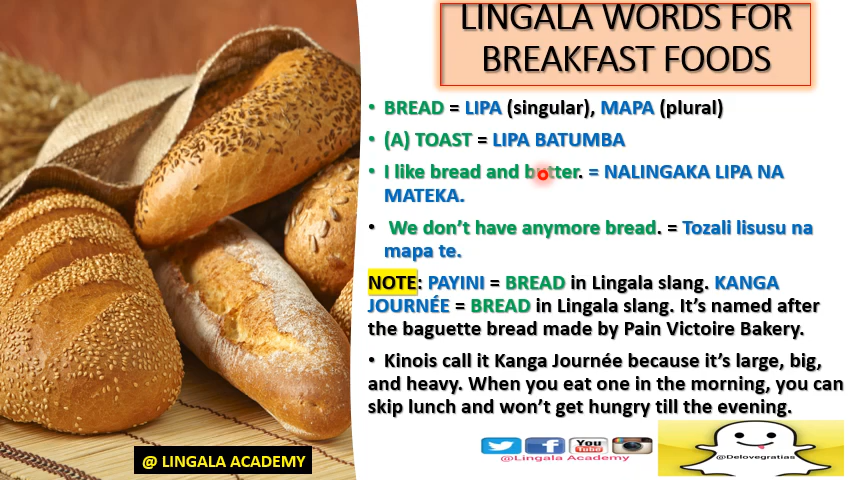 LINGALA WORDS FOR
BREAKFAST FOODS
• BREAD = LIPA (singular), MAPA (plural)
• (A) TOAST = LIPA BATUMBA
• I like bread and butter. = NALINGAKA LIPA NA
MATEKA.
• We don't have anymore bread. = Tozali lisusu na
mapa te.
NOTE: PAYINI = BREAD in Lingala slang. KANGA
JOURNÉE = BREAD in Lingala slang. It's named after
the baguette bread made by Pain Victoire Bakery.
• Kinois call it Kanga Journée because it's large, big,
and heavy. When you eat one in the morning, you can
skip lunch and won't get hungry till the evening.
You Tube
@Lingala Academy
@Delovegratias
@ LINGALA ACADEMY